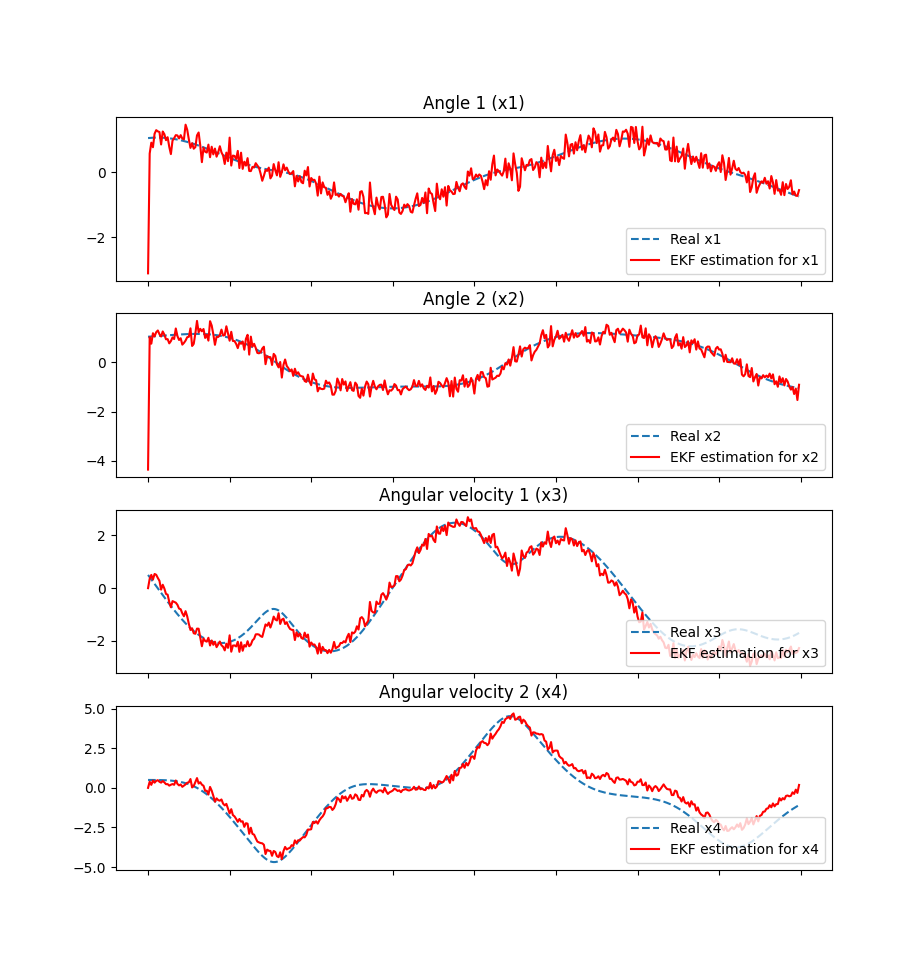 Angle 1 (x1)
0
−2
Real x1
EKF estimation for x1
Angle 2 (x2)
0
−2
−4
Real x2
EKF estimation for x2
Angular velocity 1 (x3)
2
0
−2
Real x3
EKF estimation for x3
Angular velocity 2 (x4)
5.0
2.5
0.0
−2.5
−5.0
Real x4
EKF estimation for x4